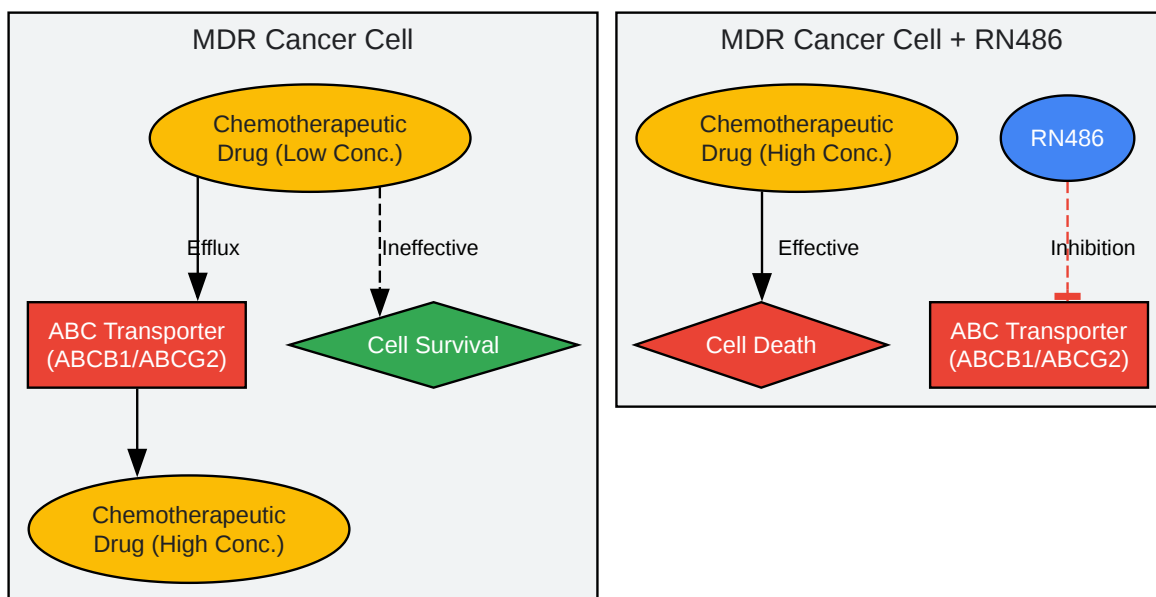 MDR Cancer Cell
Chemotherapeutic
Drug (Low Conc.)
Efflux
Ineffective
ABC Transporter
(ABCB1/ABCG2)
Cell Survival
Chemotherapeutic
Drug (High Conc.)
MDR Cancer Cell + RN486
Chemotherapeutic
Drug (High Conc.)
RN486
Effective
Inhibition
Cell Death
ABC Transporter
(ABCB1/ABCG2)